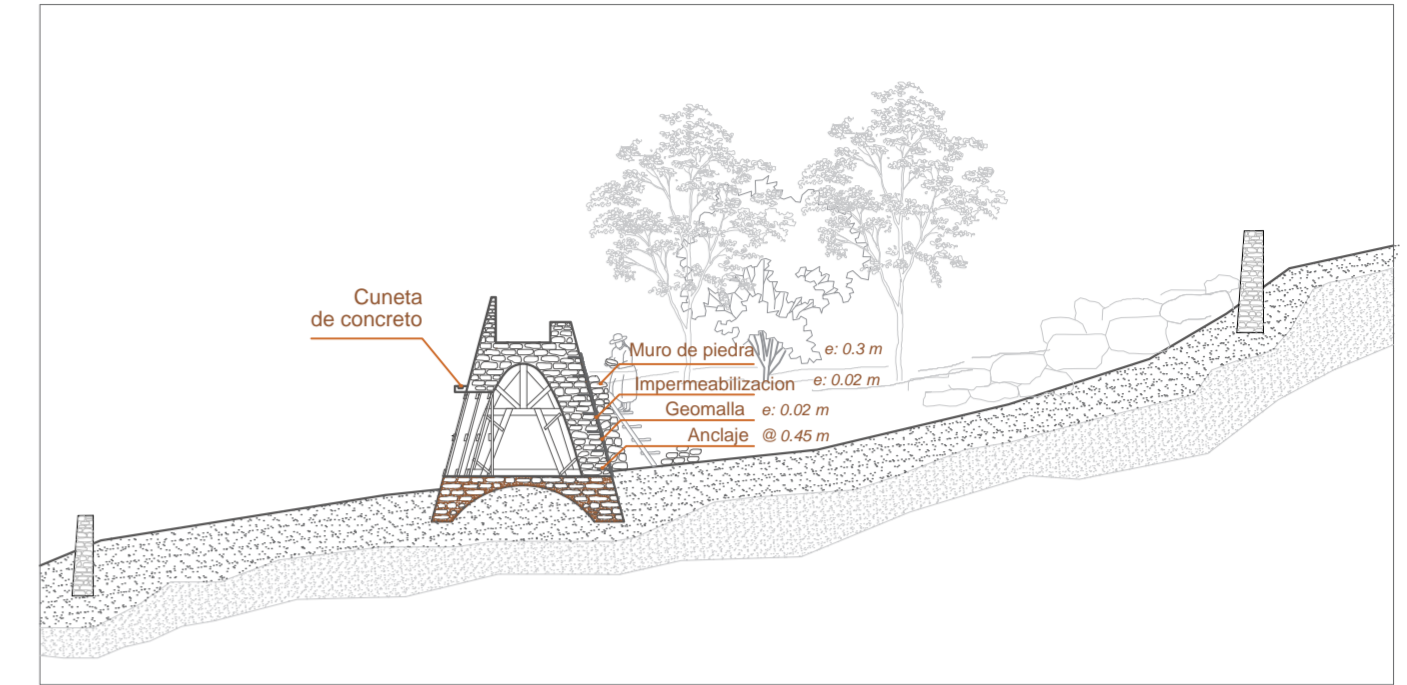 Cuneta
de concreto
Muro de piedra e: 0.3 m
Impermeabilizacion e: 0.02 m
Geomalla e: 0.02 m
Anclaje @ 0.45 m